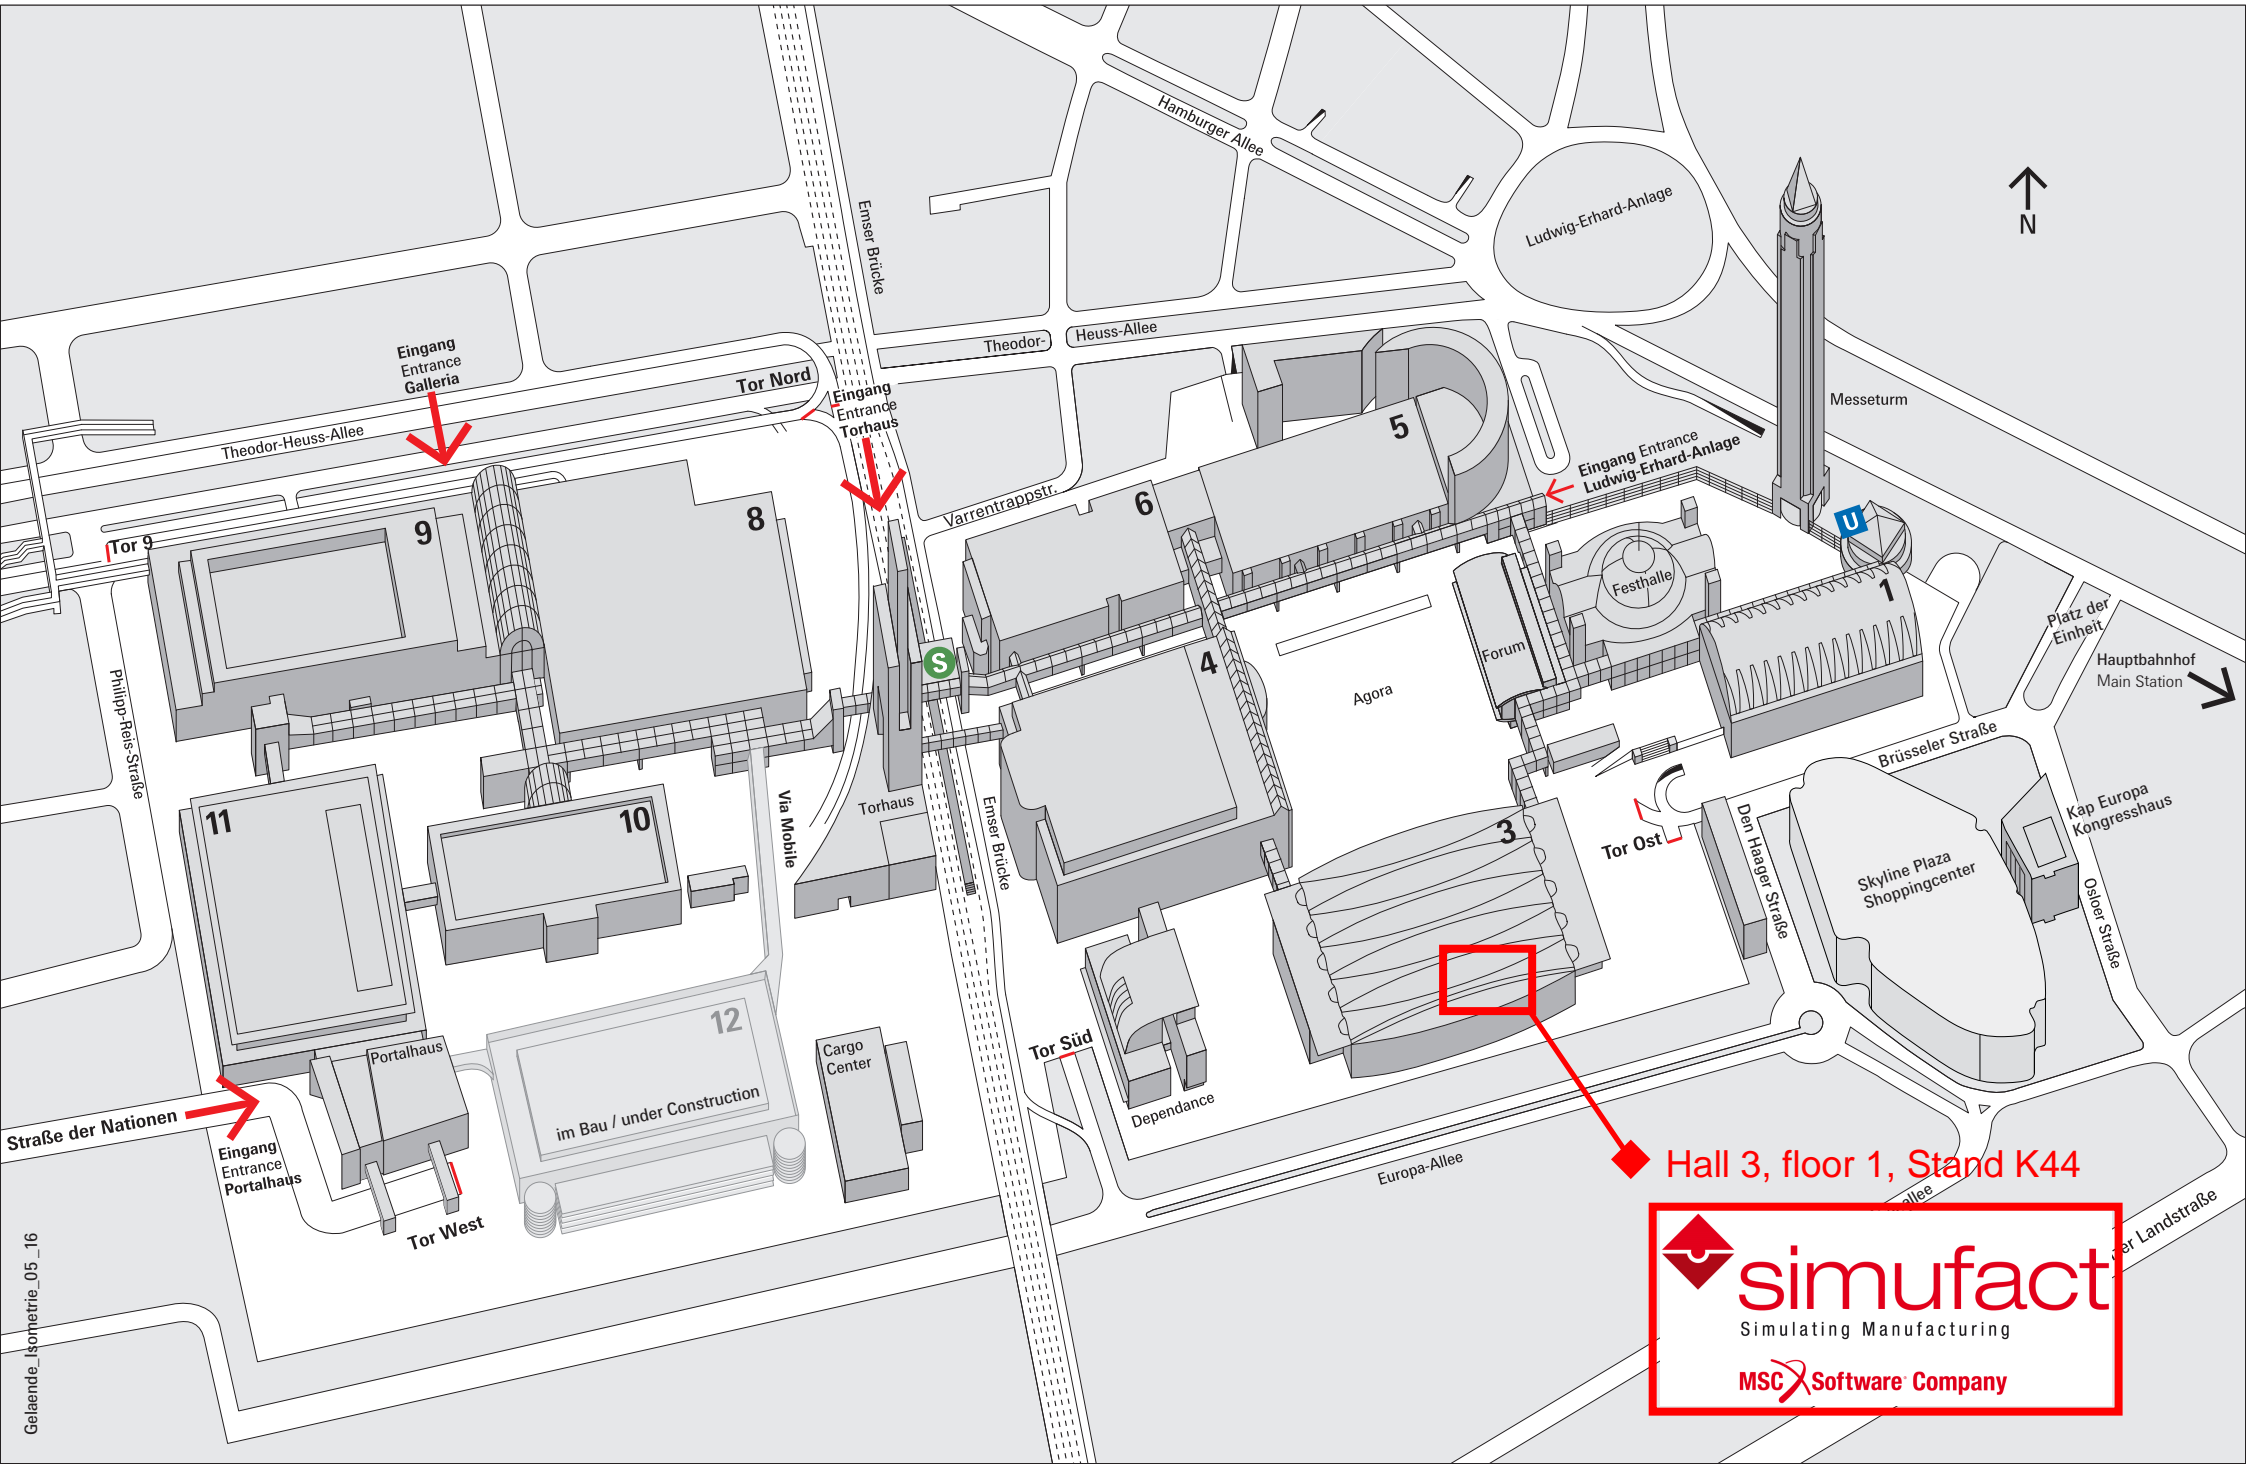 Hamburger Allee
Ludwig-Erhard-Anlage
N
Emser Brücke
Theodor-
Heuss-Allee
Eingang
Entrance
Galleria
Tor Nord
Eingang
Entrance
Torhaus
Theodor-Heuss-Allee
Messeturm
5
Eingang Entrance
Ludwig-Erhard-Anlage
Varrentrappstr.
6
9
8
Tor 9
U
Festhalle
1
Platz der
Einheit
Hauptbahnhof
Main Station
S
4
Forum
Agora
Philipp-Reis-Straße
Brüsseler Straße
Via Mobile
Torhaus
Emser Brücke
11
10
3
Tor Ost
Den Haager Straße
Kap Europa
Kongresshaus
Skyline Plaza
Shoppingcenter
Osloer Straße
12
im Bau / under Construction
Portalhaus
Cargo
Center
Tor Süd
Dependance
Straße der Nationen
Eingang
Entrance
Portalhaus
Tor West
Europa-Allee
Hall 3, floor 1, Stand K44
allee
er Landstraße
simufact
Simulating Manufacturing
MSC Software Company
Gelaende_Isometrie_05_16